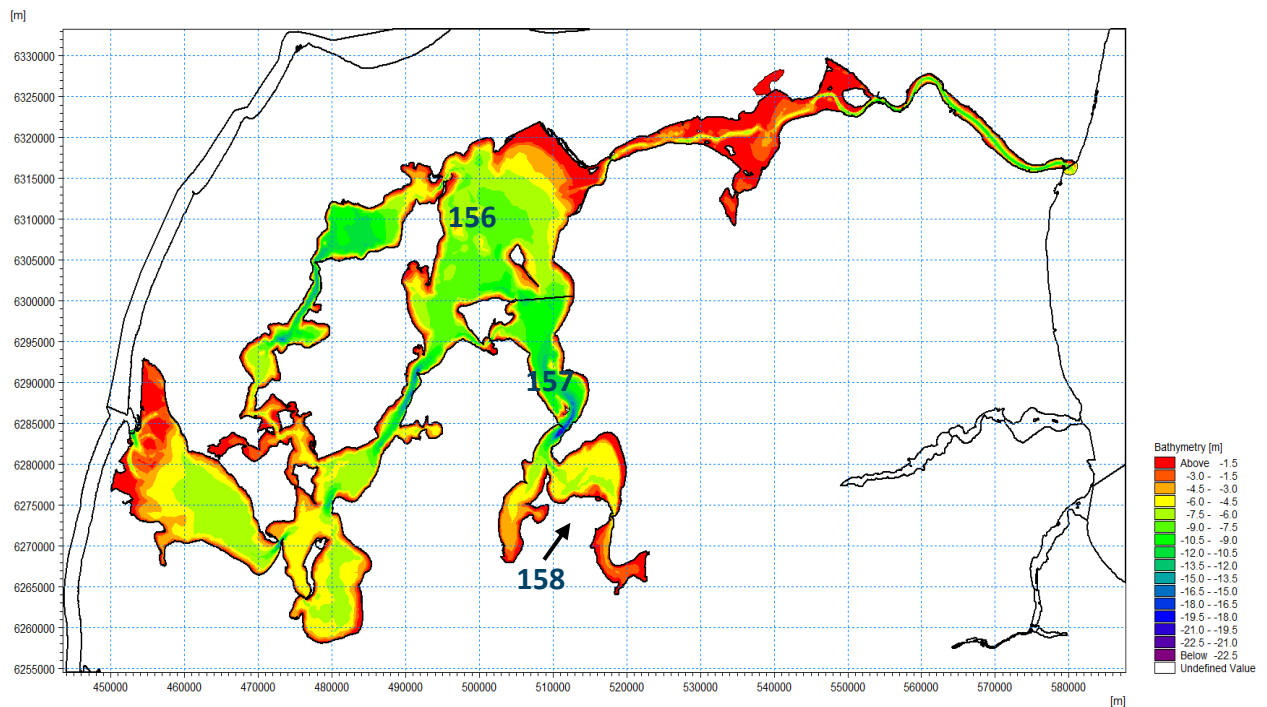 [m]
6330000
6325000
6320000
6315000
6310000
6305000
6300000
6295000
6290000
6285000
6280000
6275000
6270000
6265000
6260000
6255000
156
157
158
450000 460000 470000 480000 490000 500000 510000 520000 530000 540000 550000 560000 570000 580000
[m]
Bathymetry [m]
Above -1.5
-3.0 - -1.5
-4.5 - -3.0
-6.0 - -4.5
-7.5 - -6.0
-9.0 - -7.5
-10.5 - -9.0
-12.0 - -10.5
-13.5 - -12.0
-15.0 - -13.5
-16.5 - -15.0
-18.0 - -16.5
-19.5 - -18.0
-21.0 - -19.5
-22.5 - -21.0
Below -22.5
Undefined Value